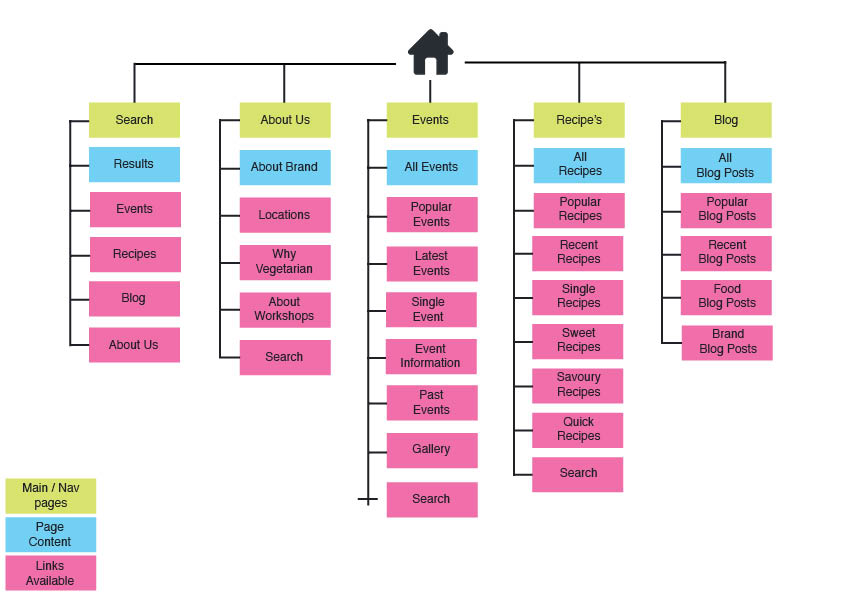 Search
Results
Events
Recipes
Blog
About Us
About Us
About Brand
Locations
Why
Vegetarian
About
Workshops
Search
Events
All Events
Popular
Events
Latest
Events
Single
Event
Event
Information
Past
Events
Gallery
Search
Recipe's
All
Recipes
Popular
Recipes
Recent
Recipes
Single
Recipes
Sweet
Recipes
Savoury
Recipes
Quick
Recipes
Search
Blog
All
Blog Posts
Popular
Blog Posts
Recent
Blog Posts
Food
Blog Posts
Brand
Blog Posts
Main / Nav
pages
Page
Content
Links
Available